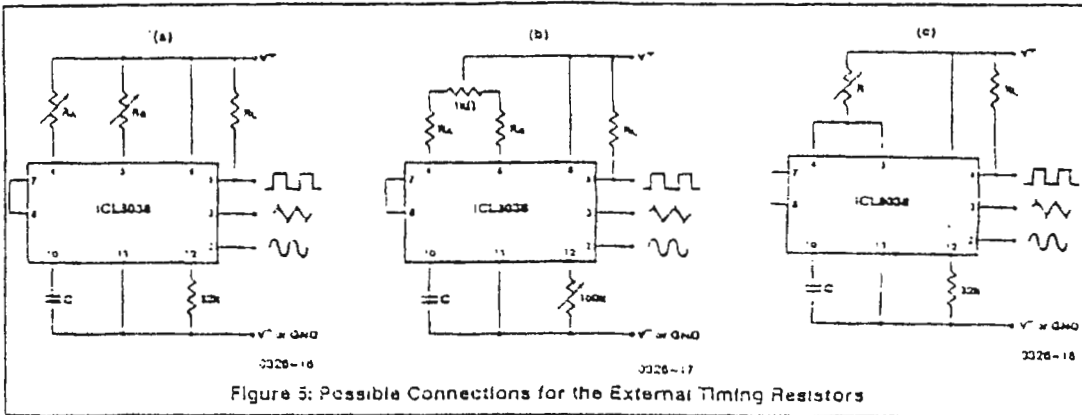 (a)
(b)
(c)
V+
V+
V+
RA
RB
RL
1kΩ
RA
RB
RL
R
RL
4
5
4
7
8
ICL8038
9
3
2
10
11
12
4
5
6
7
8
ICL8038
9
3
2
10
11
12
4
5
7
8
ICL8038
3
2
10
11
12
C
82K
C
100K
C
82K
V- or GND
V- or GND
V- or GND
0326-16
0326-17
0326-18
Figure 5: Possible Connections for the External Timing Resistors